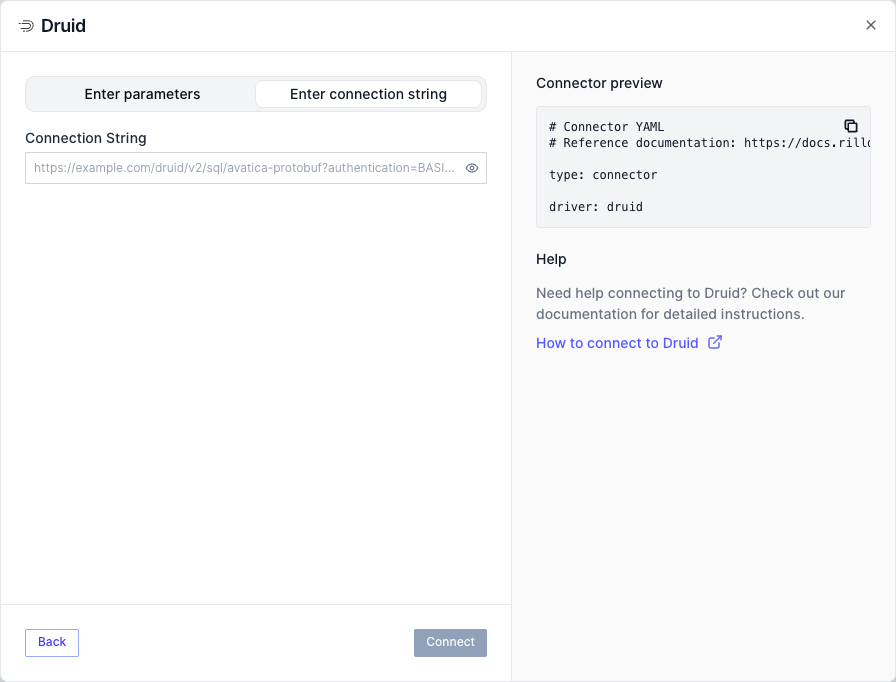 Druid
Enter parameters
Enter connection string
Connection String
https://example.com/druid/v2/sql/avatica-protobuf?authentication=BASI...
Back
Connect
Connector preview
# Connector YAML
# Reference documentation: https://docs.rill
type: connector
driver: druid
Help
Need help connecting to Druid? Check out our
documentation for detailed instructions.
How to connect to Druid